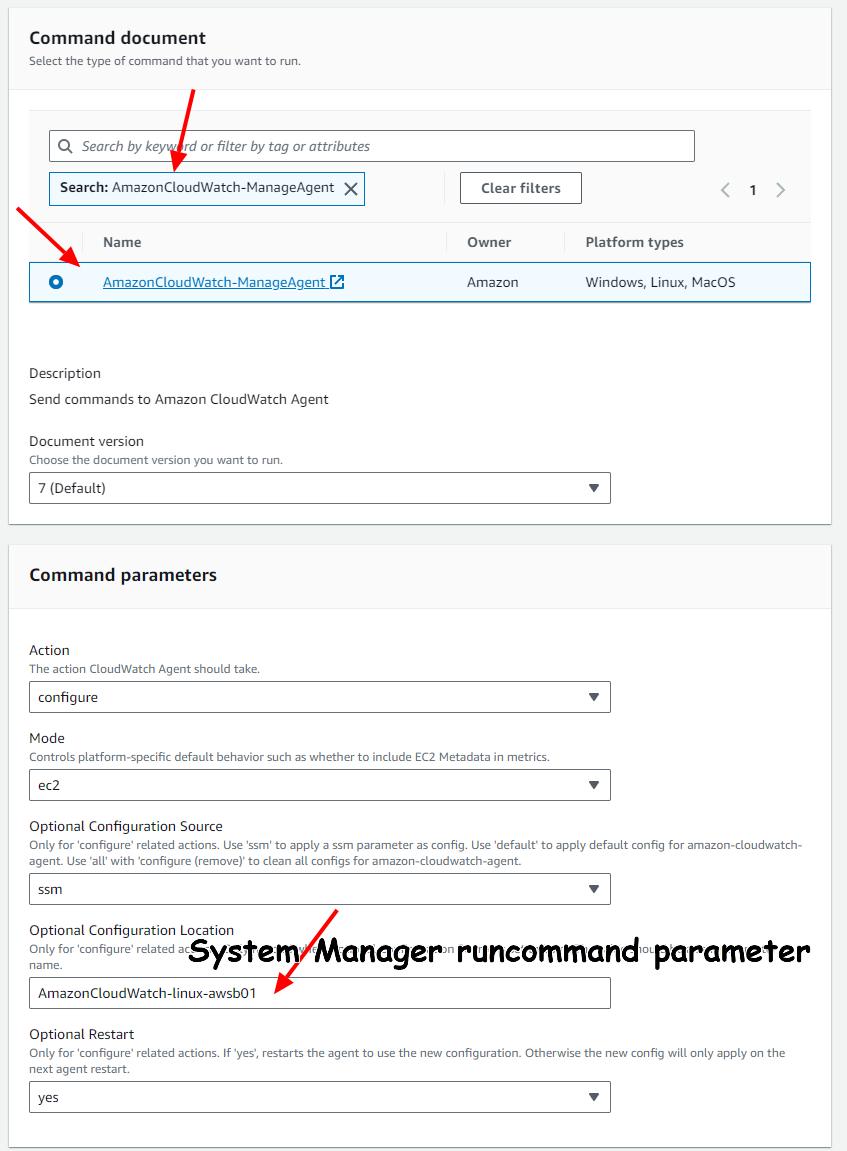 Command document
Select the type of command that you want to run.
Search by keyword or filter by tag or attributes
Search: AmazonCloudWatch-ManageAgent
Clear filters
1
Name Owner Platform types
AmazonCloudWatch-ManageAgent Amazon Windows, Linux, MacOS
Description
Send commands to Amazon CloudWatch Agent
Document version
Choose the document version you want to run.
7 (Default)
Command parameters
Action
The action CloudWatch Agent should take.
configure
Mode
Controls platform-specific default behavior such as whether to include EC2 Metadata in metrics.
ec2
Optional Configuration Source
Only for 'configure' related actions. Use 'ssm' to apply a ssm parameter as config. Use 'default' to apply default config for amazon-cloudwatch-
agent. Use 'all' with 'configure (remove)' to clean all configs for amazon-cloudwatch-agent.
ssm
Optional Configuration Location
Only for 'configure' related
System Manager runcommand parameter
name.
AmazonCloudWatch-linux-awsb01
Optional Restart
Only for 'configure' related actions. If 'yes', restarts the agent to use the new configuration. Otherwise the new config will only apply on the
next agent restart.
yes